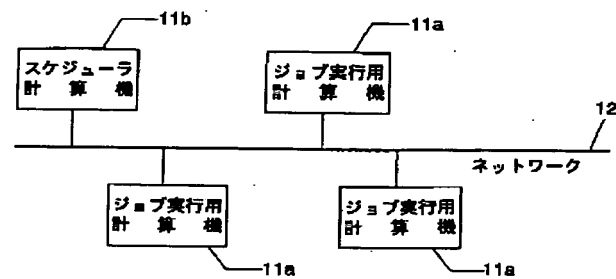 11b
スケジューラ
計算機
11a
ジョブ実行用
計算機
12
ネットワーク
ジョブ実行用
計算機
11a
ジョブ実行用
計算機
11a